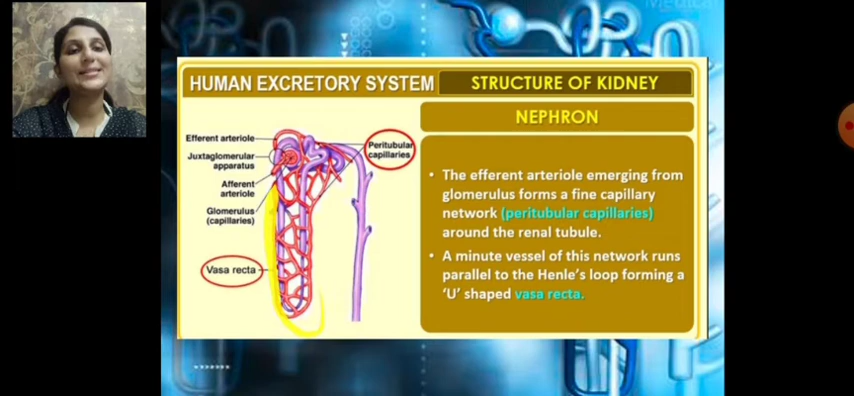 Medical
HUMAN EXCRETORY SYSTEM
STRUCTURE OF KIDNEY
NEPHRON
Efferent arteriole
Juxtaglomerular
apparatus
Afferent
arteriole
Glomerulus
(capillaries)
Peritubular
capillaries
Vasa recta
• The efferent arteriole emerging from
glomerulus forms a fine capillary
network (peritubular capillaries)
around the renal tubule.
• A minute vessel of this network runs
parallel to the Henle's loop forming a
'U' shaped vasa recta.